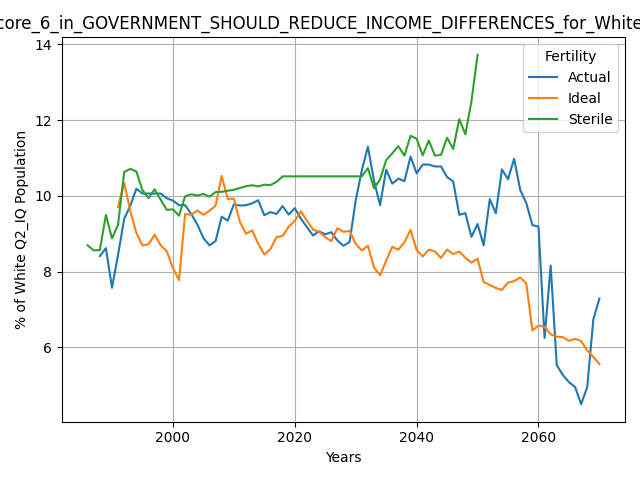 core_6_in_GOVERNMENT_SHOULD_REDUCE_INCOME_DIFFERENCES_for_White
14
12
10
8
6
% of White Q2_IQ Population
Fertility
Actual
Ideal
Sterile
2000 2020 2040 2060
Years